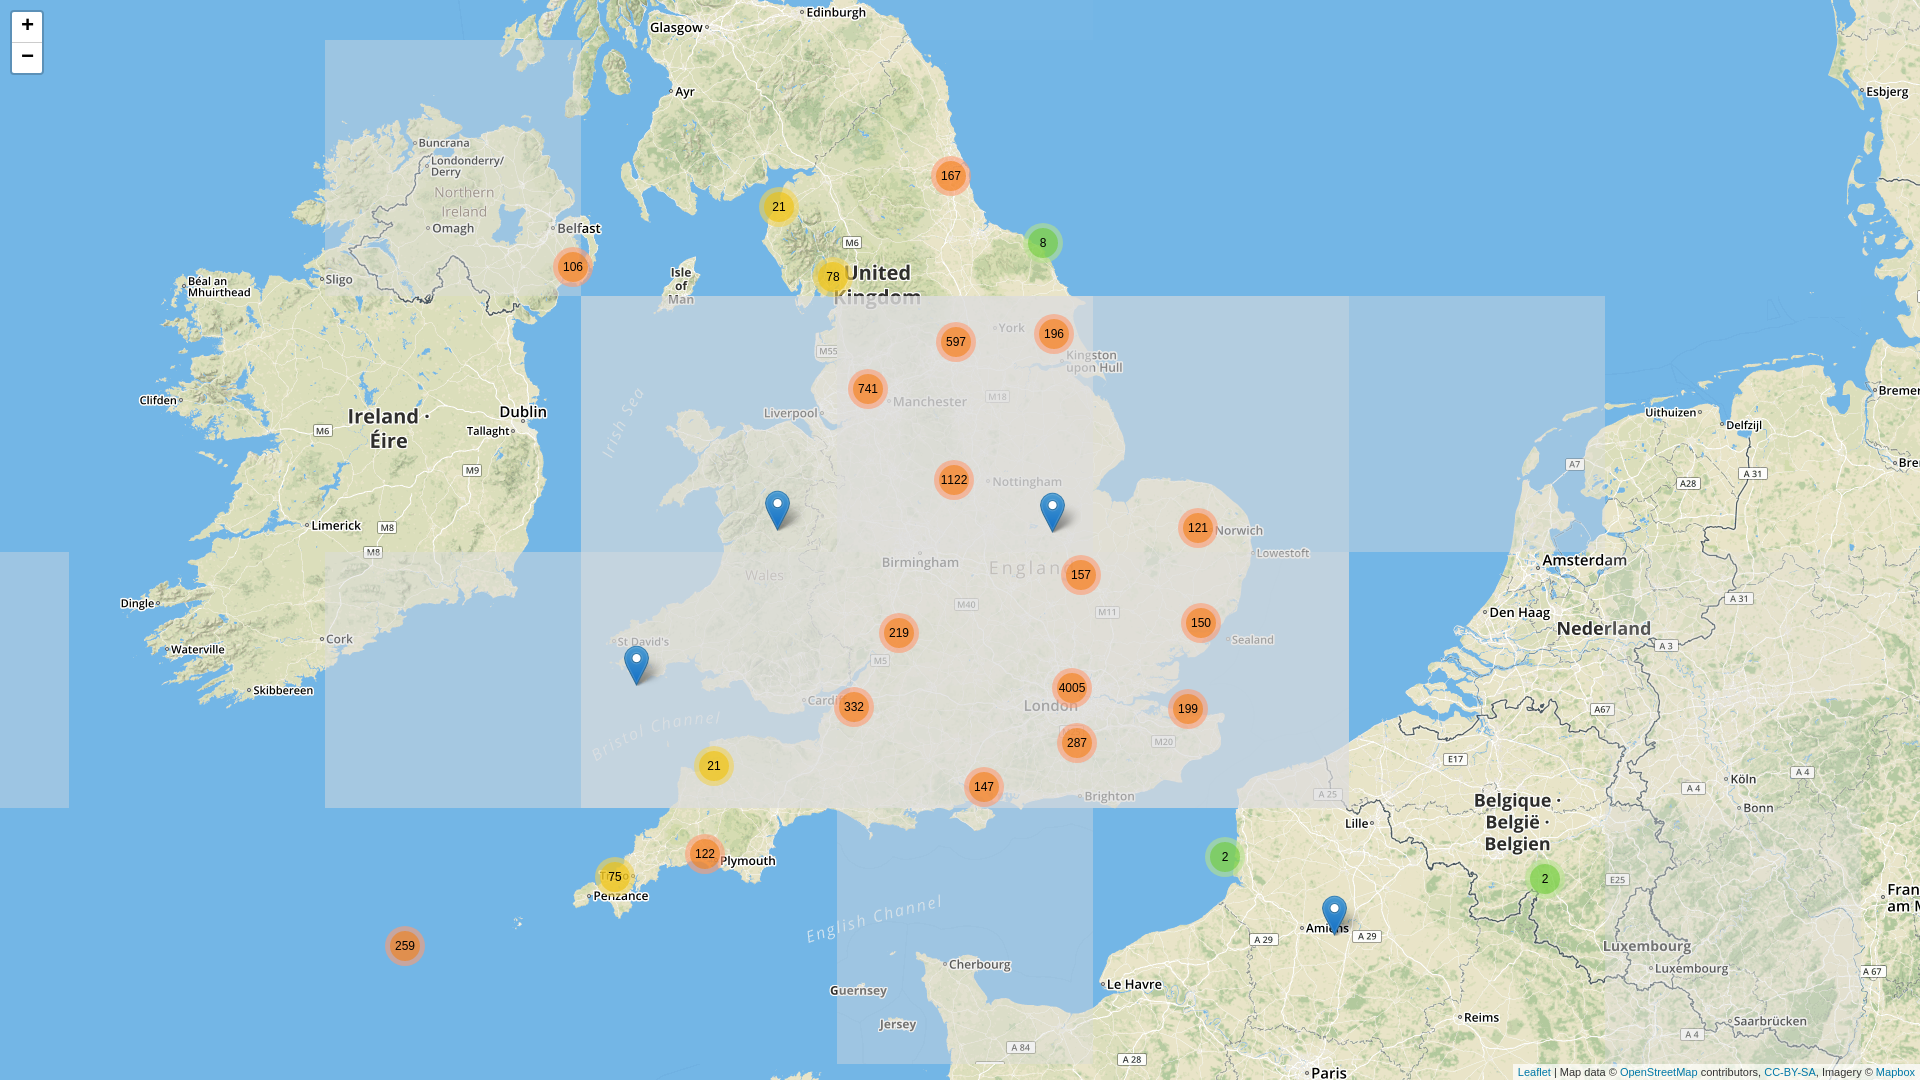 +
−
Edinburgh
Glasgow
Ayr
Esbjerg
Buncrana
Londonderry/
Derry
Northern
Ireland
Omagh
Belfast
167
21
8
M6
106
78
United
Kingdom
Isle
of
Man
Sligo
Béal an
Mhuirthead
York
196
597
M55
Kingston
upon Hull
741
Manchester
M18
Liverpool
Irish Sea
Clifden
Ireland ·
Éire
Dublin
Tallaght
M6
M9
Uithuizen
Delfzijl
Bremer
Bre
A7
A 31
A28
1122
Nottingham
121
Norwich
Lowestoft
Limerick
M8
M8
Birmingham
Wales
Englan
157
Amsterdam
Dingle
M40
M11
150
Den Haag
A 31
Nederland
Cork
Waterville
St David's
219
Sealand
A 3
M5
Skibbereen
4005
Cardif
332
London
199
A67
Bristol Channel
287
M20
E17
21
147
Brighton
A 25
Köln
A 4
A 4
Bonn
Belgique ·
België ·
Belgien
Lille
122
Plymouth
2
75
Penzance
2
E25
Fran
am M
English Channel
259
Amiens
A 29
A 29
Luxembourg
Luxembourg
A 67
Cherbourg
Guernsey
Le Havre
Jersey
Reims
Saarbrücken
A 84
A 28
A 4
Paris
Leaflet | Map data © OpenStreetMap contributors, CC-BY-SA, Imagery © Mapbox